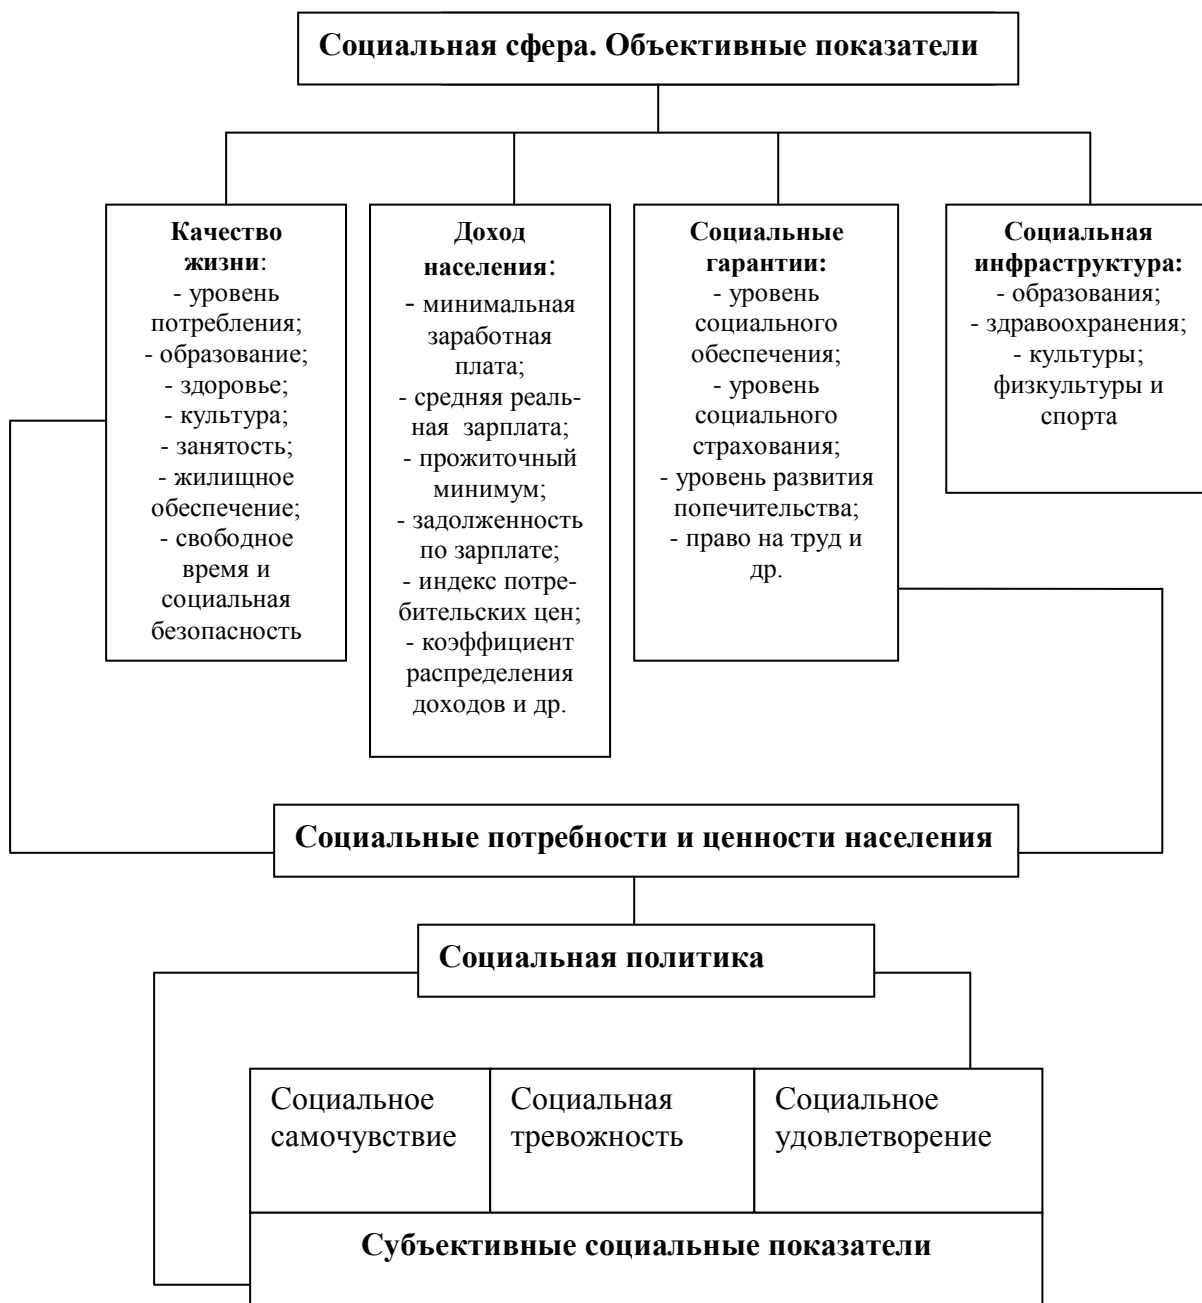 Социальная сфера. Объективные показатели
Качество
жизни:
- уровень
потребления;
- образование;
- здоровье;
- культура;
- занятость;
- жилищное
обеспечение;
- свободное
время и
социальная
безопасность
Доход
населения:
- минимальная
заработная
плата;
- средняя реаль-
ная зарплата;
- прожиточный
минимум;
- задолженность
по зарплате;
- индекс потре-
бительских цен;
- коэффициент
распределения
доходов и др.
Социальные
гарантии:
- уровень
социального
обеспечения;
- уровень
социального
страхования;
- уровень развития
попечительства;
- право на труд и
др.
Социальная
инфраструктура:
- образования;
- здравоохранения;
- культуры;
физкультуры и
спорта
Социальные потребности и ценности населения
Социальная политика
Социальное
самочувствие
Социальная
тревожность
Социальное
удовлетворение
Субъективные социальные показатели